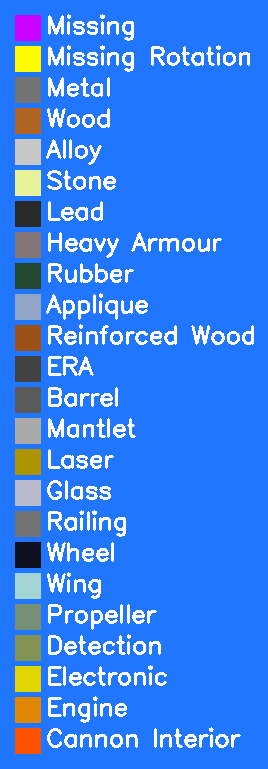 Missing
Missing Rotation
Metal
Wood
Alloy
Stone
Lead
Heavy Armour
Rubber
Applique
Reinforced Wood
ERA
Barrel
Mantlet
Laser
Glass
Railing
Wheel
Wing
Propeller
Detection
Electronic
Engine
Cannon Interior